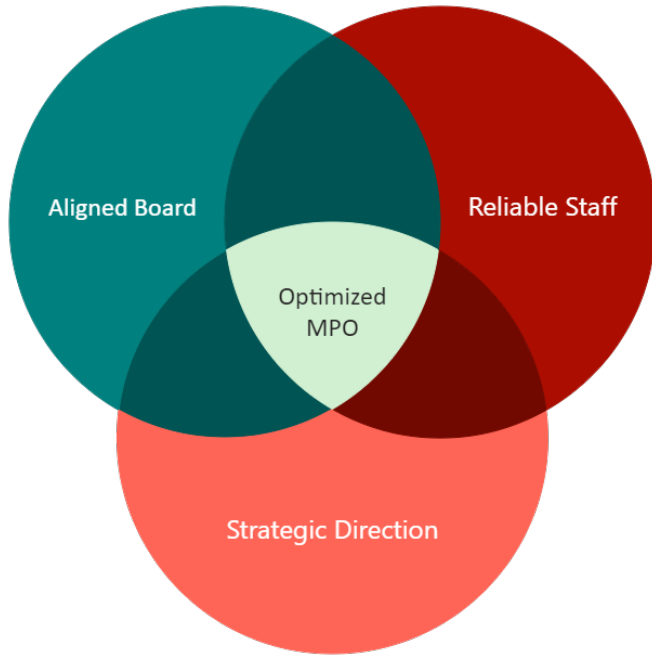 Aligned Board
Reliable Staff
Optimized
MPO
Strategic Direction